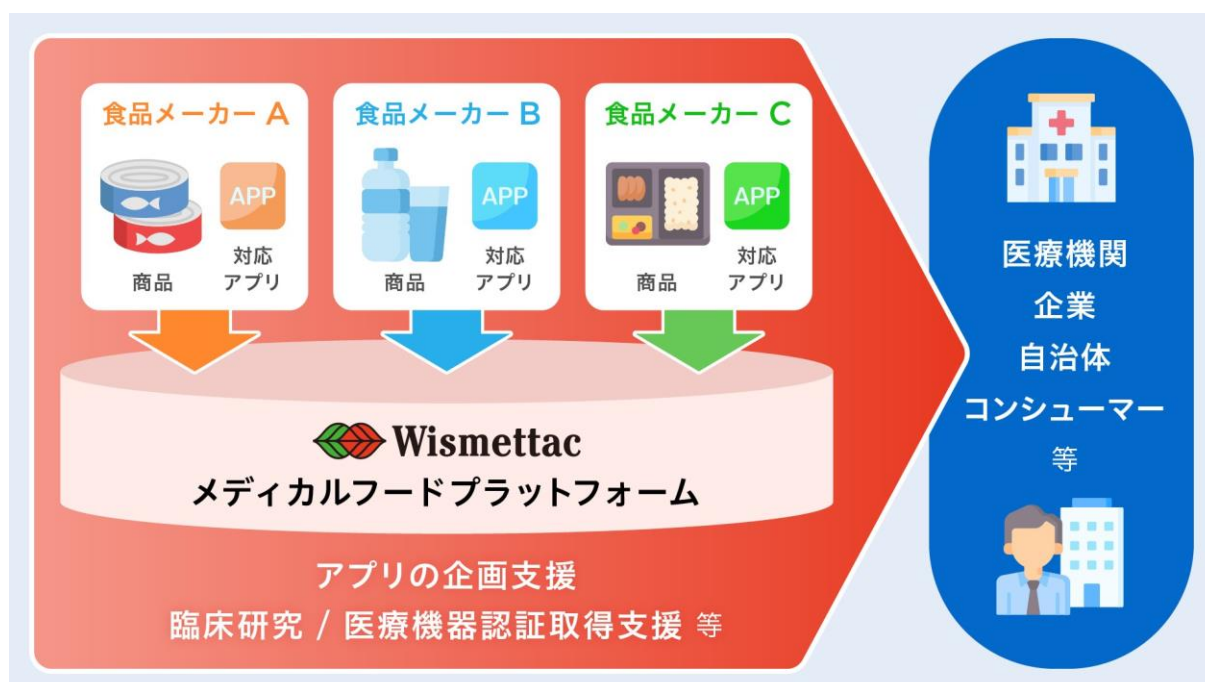 食品メーカー A
APP
商品
対応
アプリ
食品メーカー B
APP
商品
対応
アプリ
食品メーカー C
APP
商品
対応
アプリ
Wismettac
メディカルフードプラットフォーム
アプリの企画支援
臨床研究 / 医療機器認証取得支援 等
医療機関
企業
自治体
コンシューマー
等